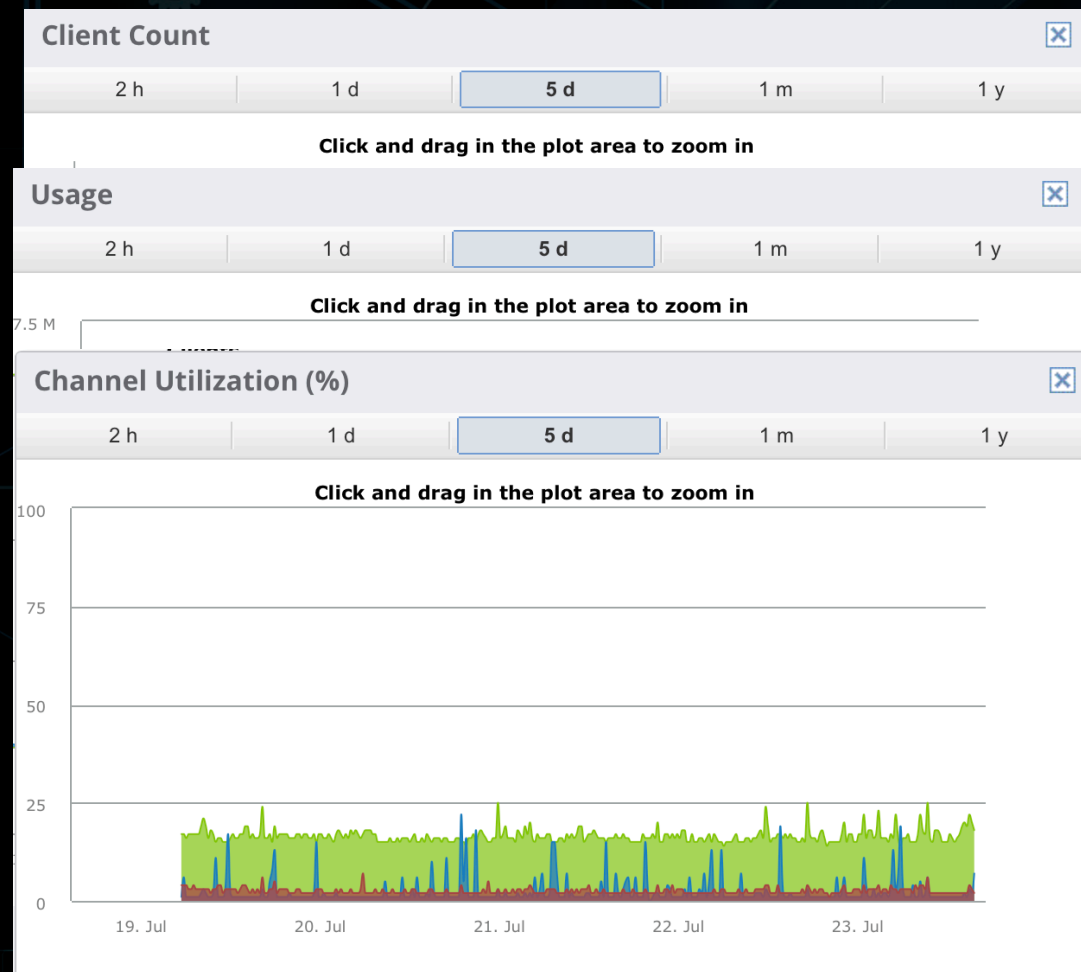 Client Count
2 h 1 d 5 d 1 m 1 y
Click and drag in the plot area to zoom in
Usage
2 h 1 d 5 d 1 m 1 y
Click and drag in the plot area to zoom in
7.5 M
Channel Utilization (%)
2 h 1 d 5 d 1 m 1 y
Click and drag in the plot area to zoom in
100
75
50
25
0
19. Jul 20. Jul 21. Jul 22. Jul 23. Jul